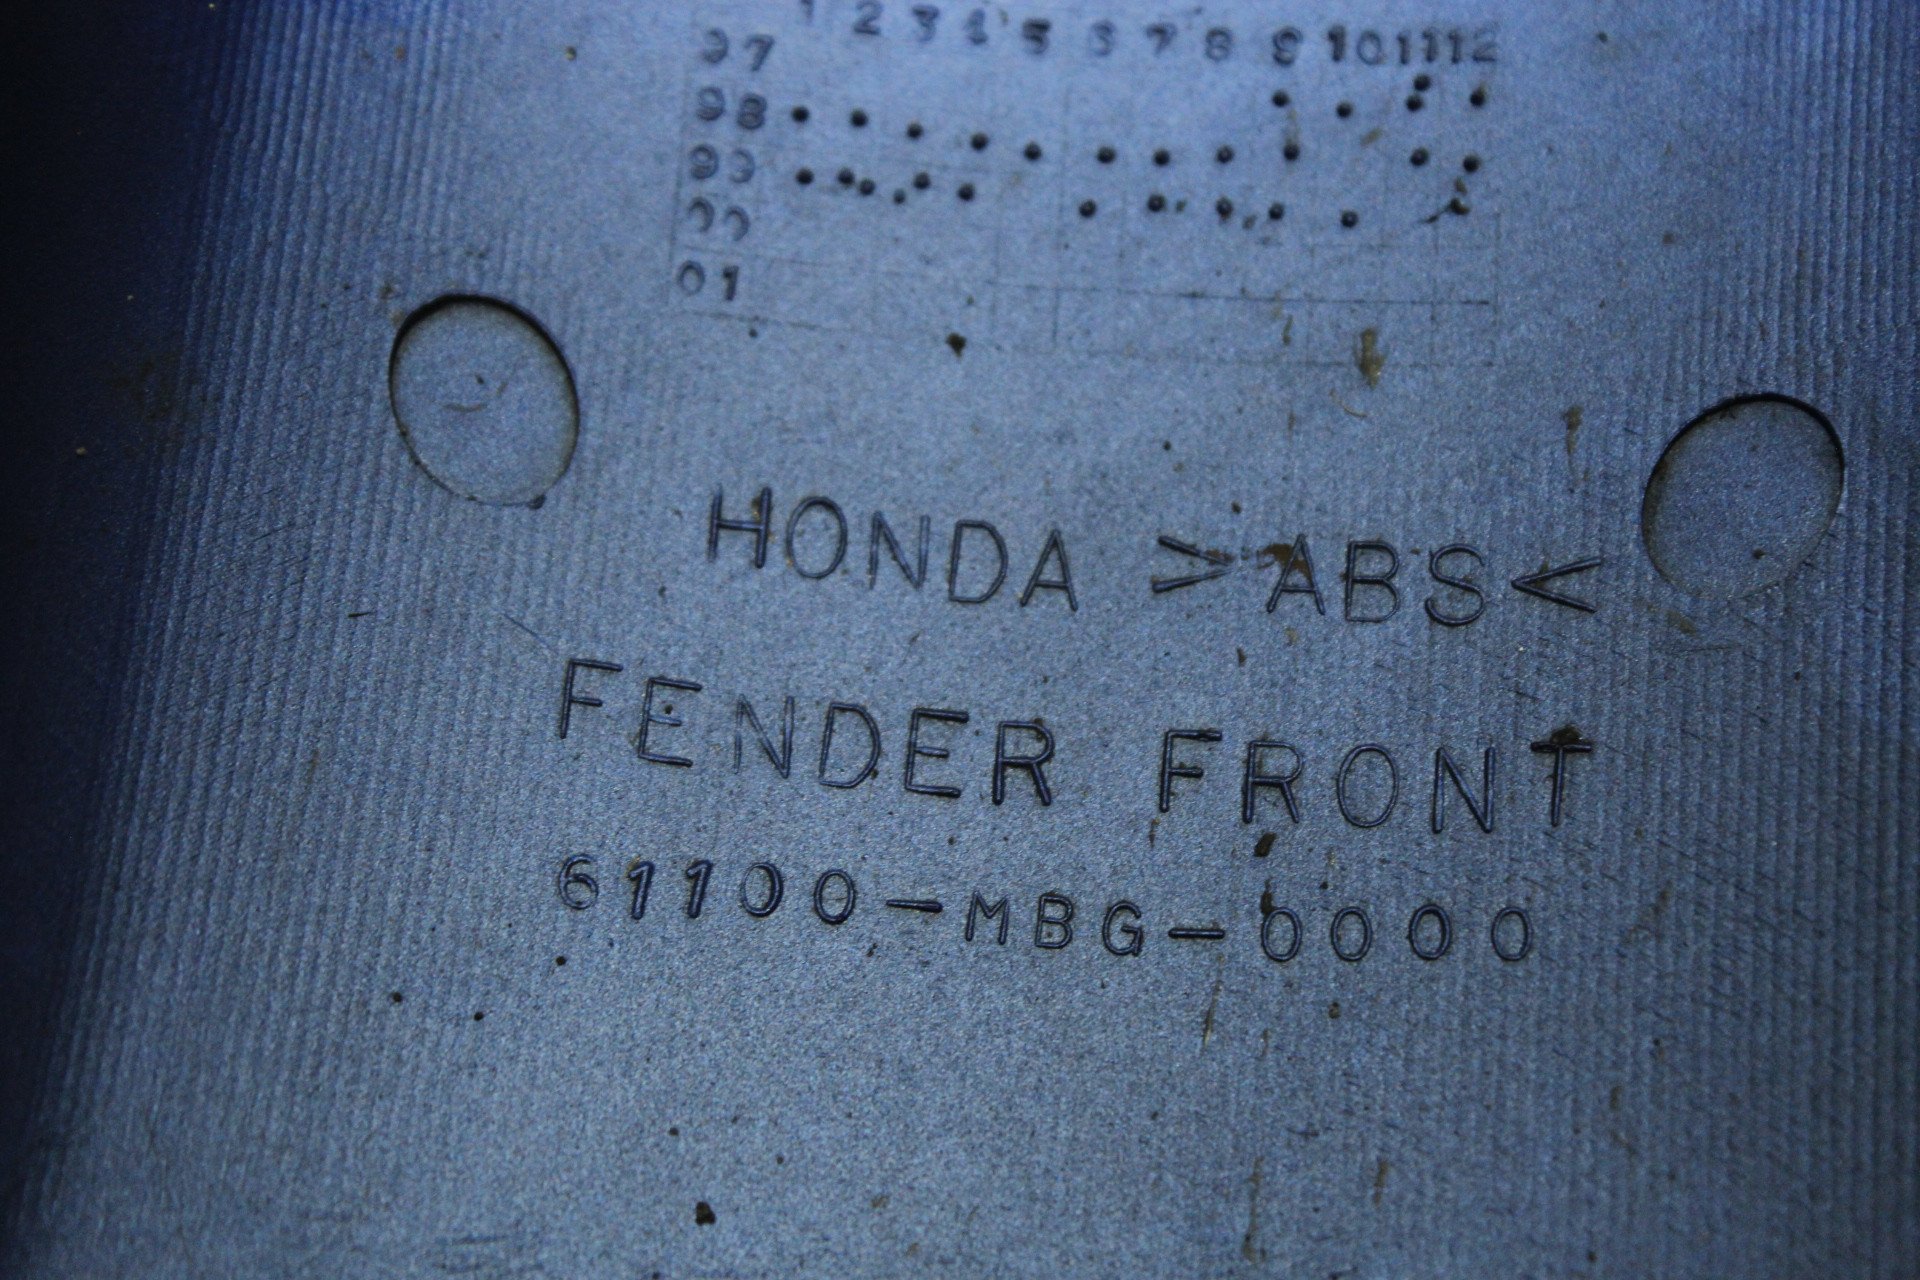 1 2 3 4 5 6 7 8 9 10 11 12
97
98
99
00
01
HONDA >ABS<
FENDER FRONT
61100-MBG-0000